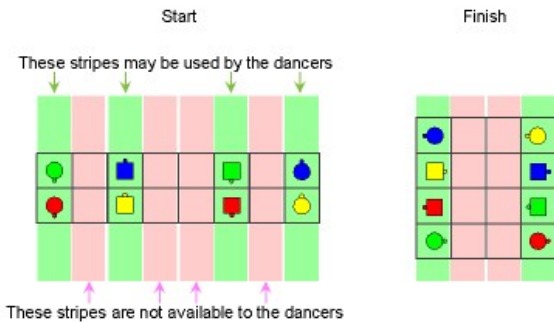 Start
Finish
These stripes may be used by the dancers
These stripes are not available to the dancers